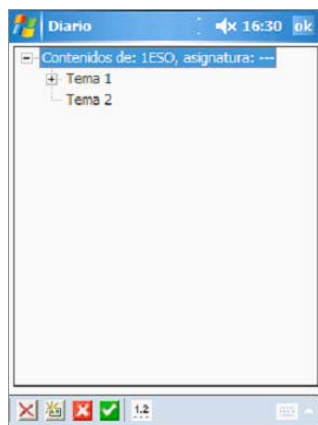 Diario 16:30 ok
Contenidos de: 1ESO, asignatura: ---
Tema 1
Tema 2
1.2